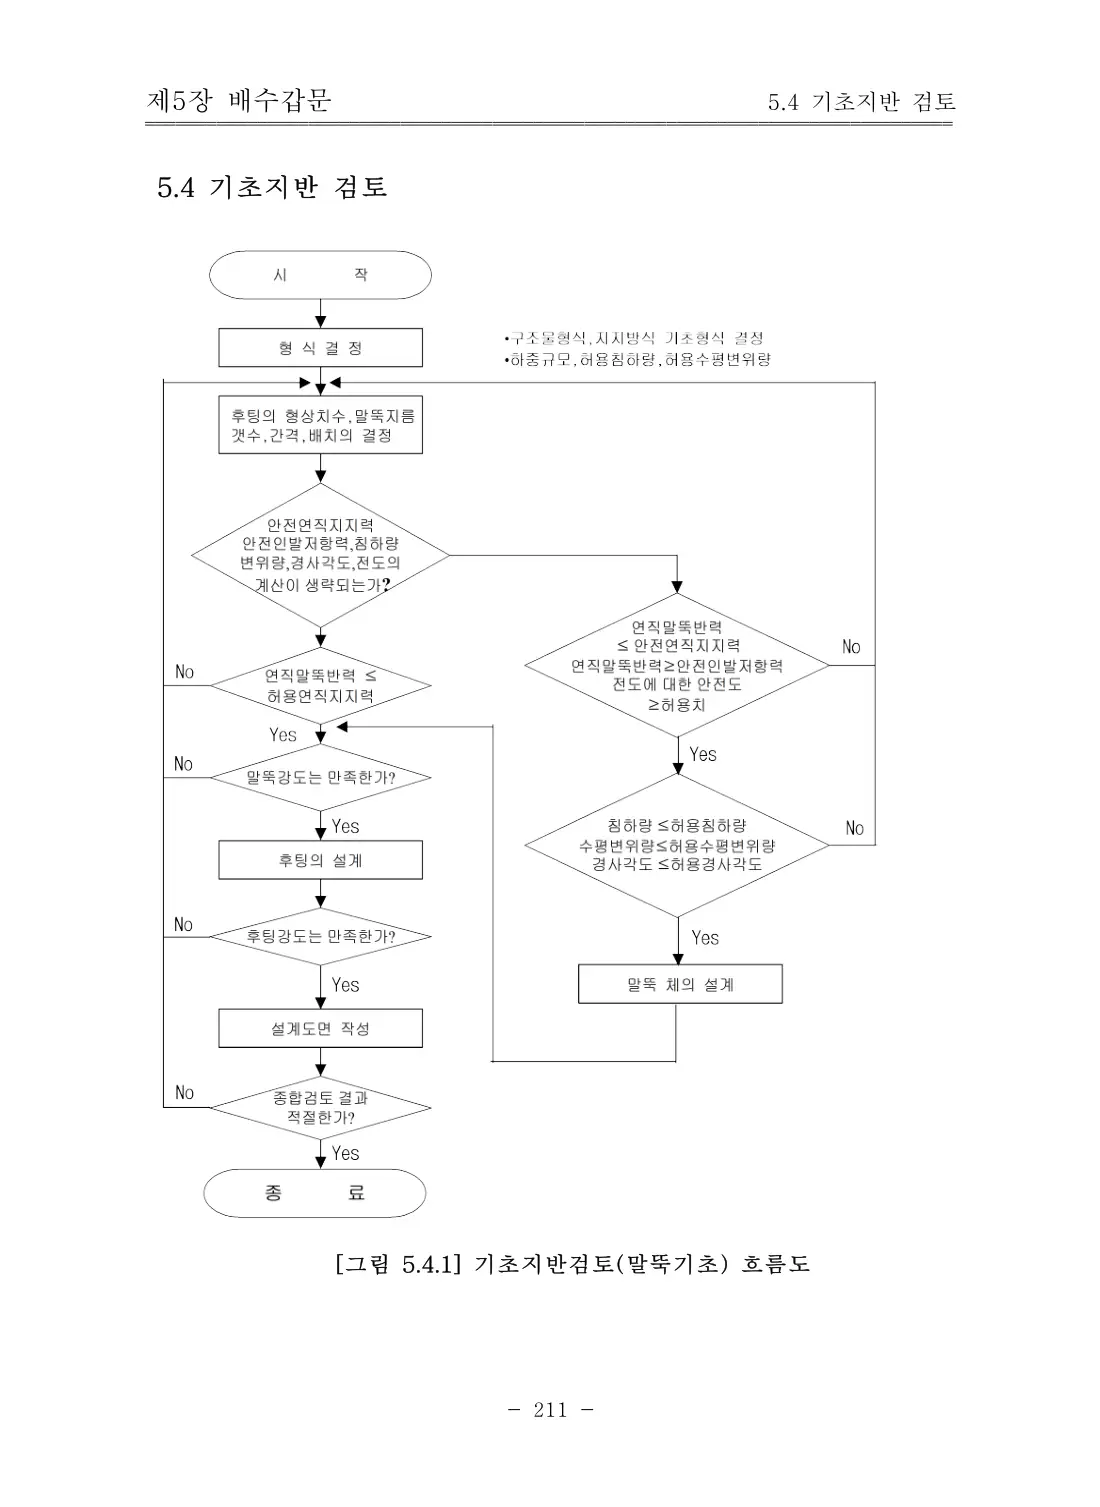 제5장 배수갑문
5.4 기초지반 검토
5.4 기초지반 검토
시 작
형 식 결 정
•구조물형식,지지방식 기초형식 결정
•하중규모,허용침하량,허용수평변위량
후팅의 형상치수,말뚝지름
갯수,간격,배치의 결정
안전연직지지력
안전인발저항력,침하량
변위량,경사각도,전도의
계산이 생략되는가?
연직말뚝반력
≤ 안전연직지지력
연직말뚝반력≥안전인발저항력
전도에 대한 안전도
≥허용치
No
No
연직말뚝반력 ≤
허용연직지지력
Yes
Yes
No
말뚝강도는 만족한가?
Yes
침하량 ≤허용침하량
수평변위량≤허용수평변위량
경사각도 ≤허용경사각도
No
후팅의 설계
No
후팅강도는 만족한가?
Yes
Yes
말뚝 체의 설계
설계도면 작성
No
종합검토 결과
적절한가?
Yes
종 료
[그림 5.4.1] 기초지반검토(말뚝기초) 흐름도
- 211 -